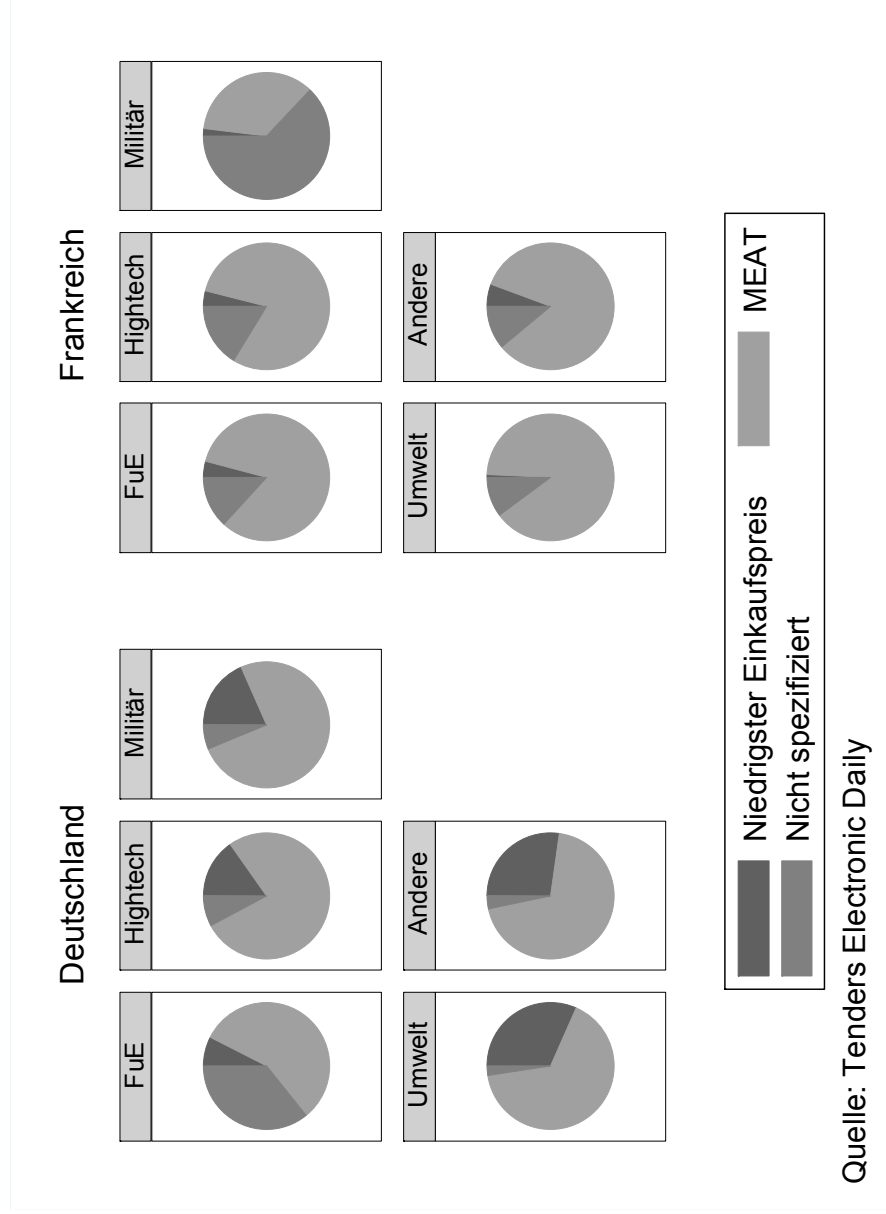 Deutschland
Frankreich
FuE
Hightech
Militär
FuE
Hightech
Militär
Umwelt
Andere
Umwelt
Andere
Niedrigster Einkaufspreis
MEAT
Nicht spezifiziert
Quelle: Tenders Electronic Daily